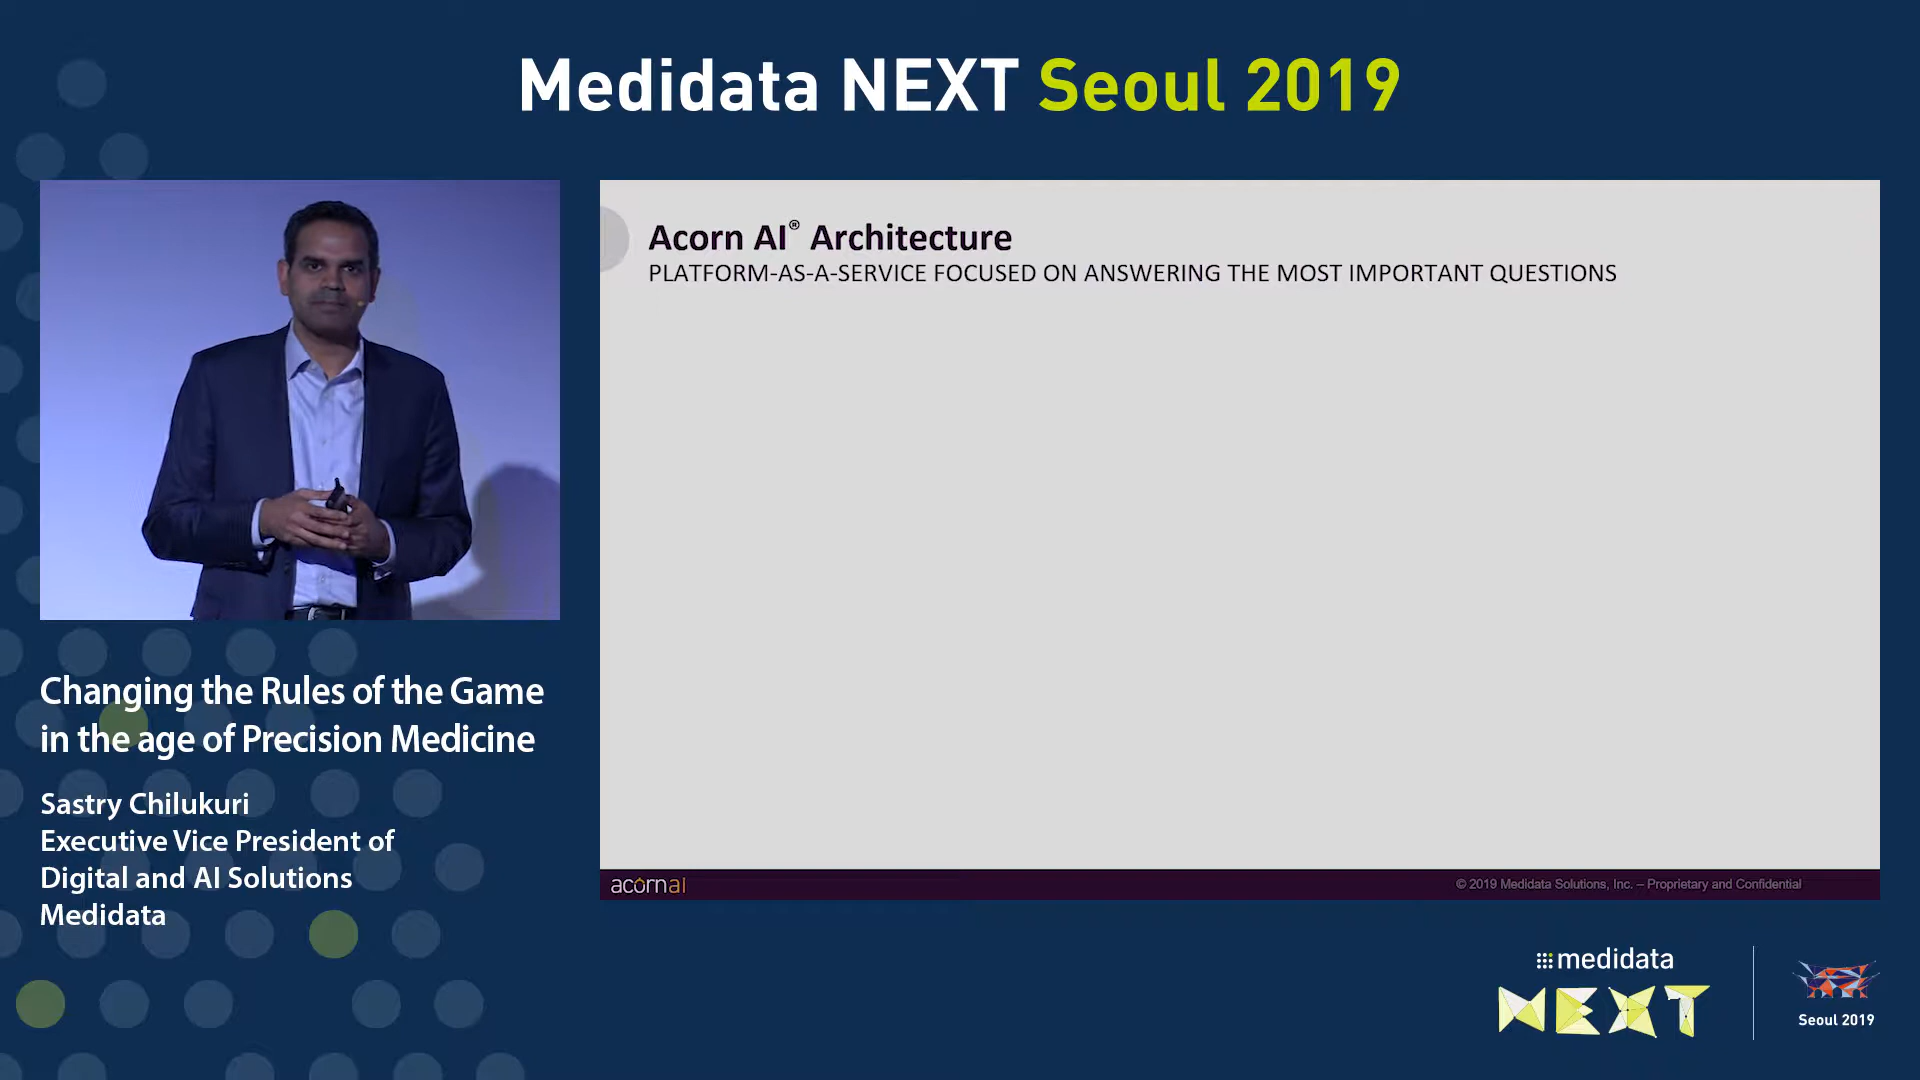 Medidata NEXT Seoul 2019
Acorn AI® Architecture
PLATFORM-AS-A-SERVICE FOCUSED ON ANSWERING THE MOST IMPORTANT QUESTIONS
Changing the Rules of the Game
in the age of Precision Medicine
Sastry Chilukuri
Executive Vice President of
Digital and AI Solutions
Medidata
acornai
© 2019 Medidata Solutions, Inc. – Proprietary and Confidential
medidata
NEXT
Seoul 2019